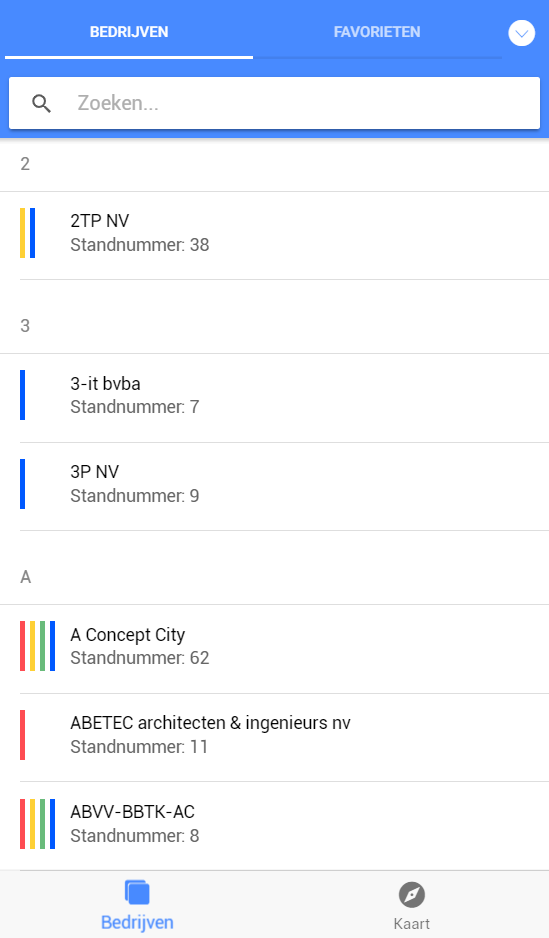 BEDRIJVEN FAVORIETEN
Zoeken...
2
2TP NV
Standnummer: 38
3
3-it bvba
Standnummer: 7
3P NV
Standnummer: 9
A
A Concept City
Standnummer: 62
ABETEC architecten & ingenieurs nv
Standnummer: 11
ABVV-BBTK-AC
Standnummer: 8
Bedrijven Kaart